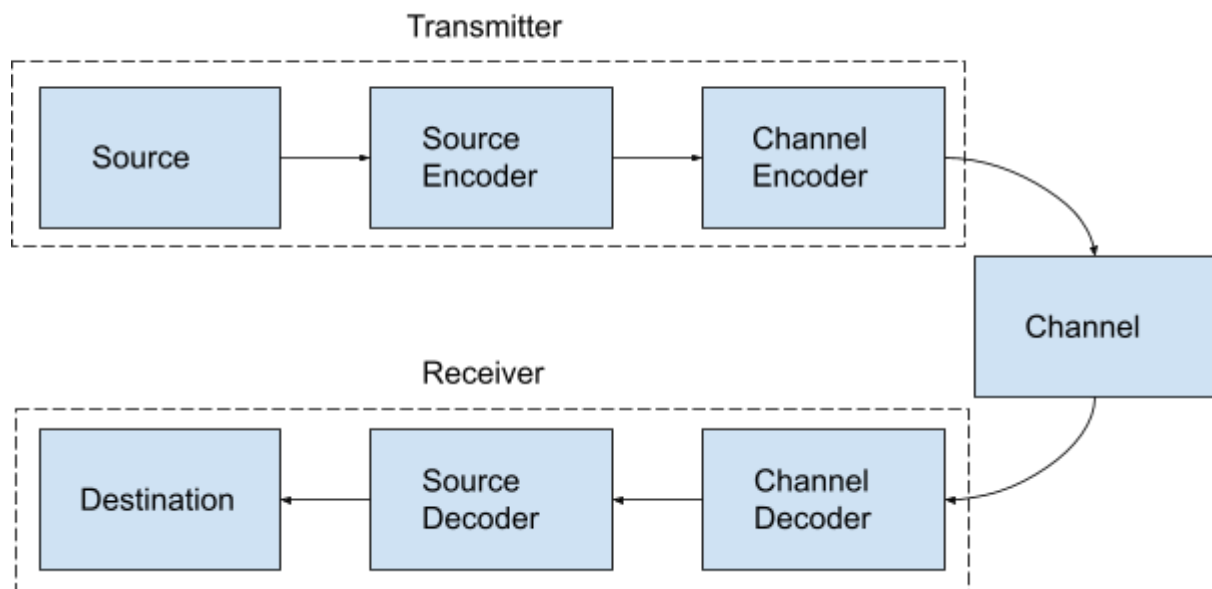 Transmitter
Source
Source
Encoder
Channel
Encoder
Channel
Receiver
Destination
Source
Decoder
Channel
Decoder